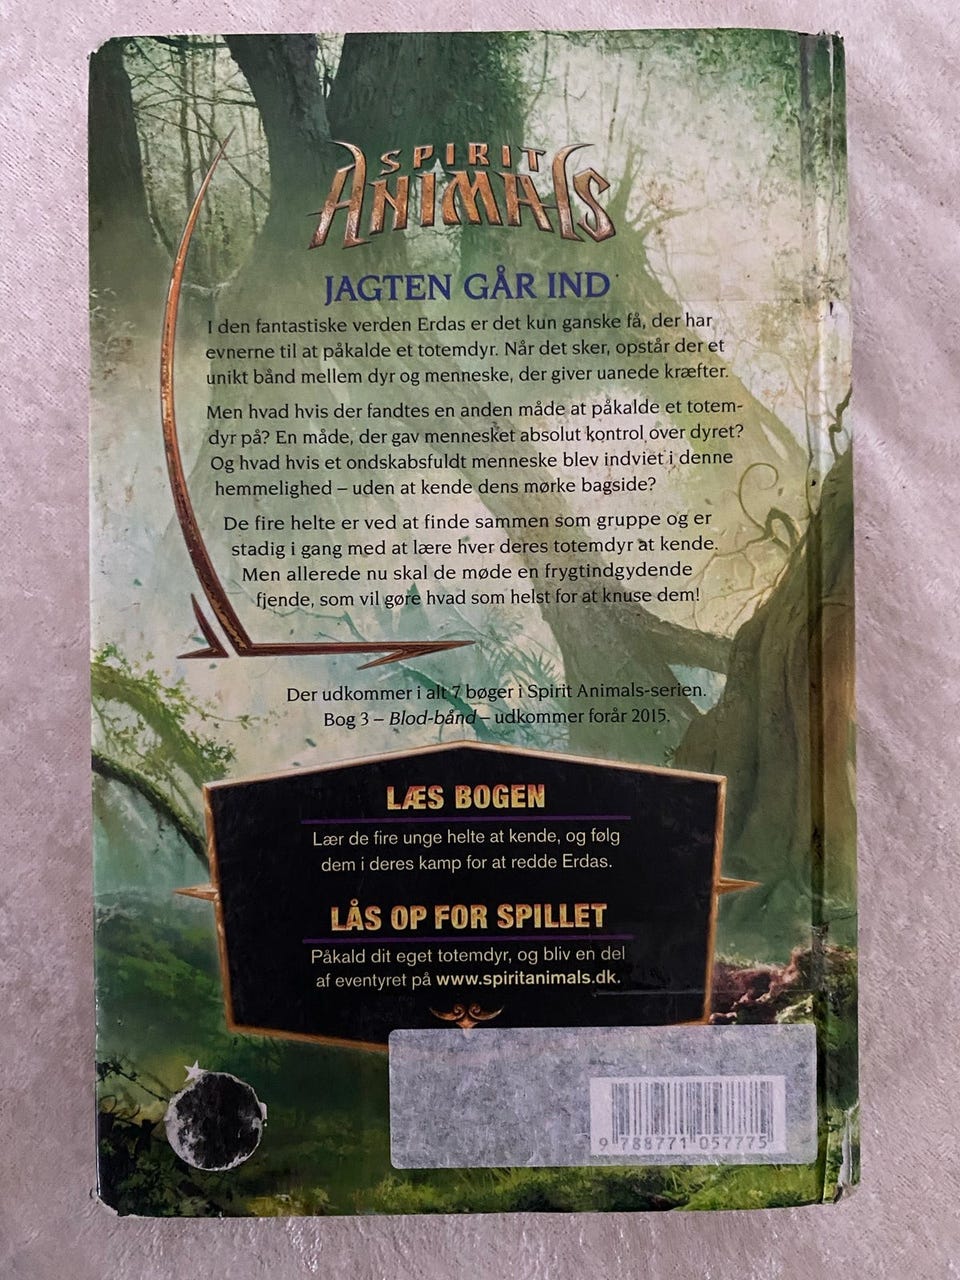 SPIRIT
ANIMALS
JAGTEN GÅR IND
I den fantastiske verden Erdas er det kun ganske få, der har
evnerne til at påkalde et totemdyr. Når det sker, opstår der et
unikt bånd mellem dyr og menneske, der giver uanede kræfter.
Men hvad hvis der fandtes en anden måde at påkalde et totem-
dyr på? En måde, der gav mennesket absolut kontrol over dyret?
Og hvad hvis et ondskabsfuldt menneske blev indviet i denne
hemmelighed – uden at kende dens mørke bagside?
De fire helte er ved at finde sammen som gruppe og er
stadig i gang med at lære hver deres totemdyr at kende.
Men allerede nu skal de møde en frygtindgydende
fjende, som vil gøre hvad som helst for at knuse dem!
Der udkommer i alt 7 bøger i Spirit Animals-serien.
Bog 3 – Blod-bånd – udkommer forår 2015.
LÆS BOGEN
Lær de fire unge helte at kende, og følg
dem i deres kamp for at redde Erdas.
LÅS OP FOR SPILLET
Påkald dit eget totemdyr, og bliv en del
af eventyret på www.spiritanimals.dk.
9 788771 057775